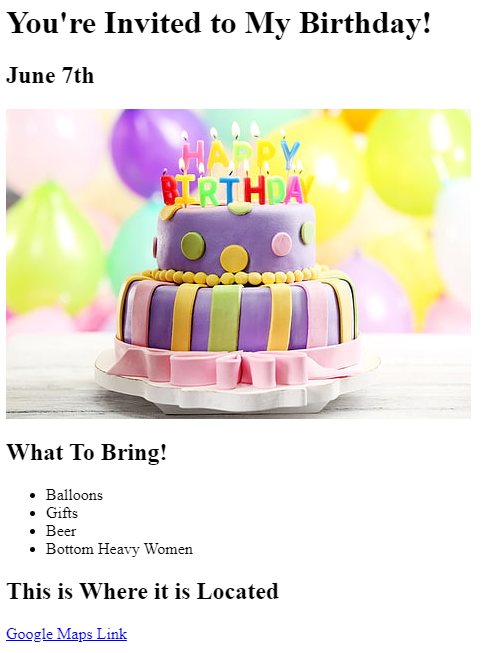 You're Invited to My Birthday!
June 7th
HAPPY
BIRTHDAY
What To Bring!
Balloons
Gifts
Beer
Bottom Heavy Women
This is Where it is Located
Google Maps Link